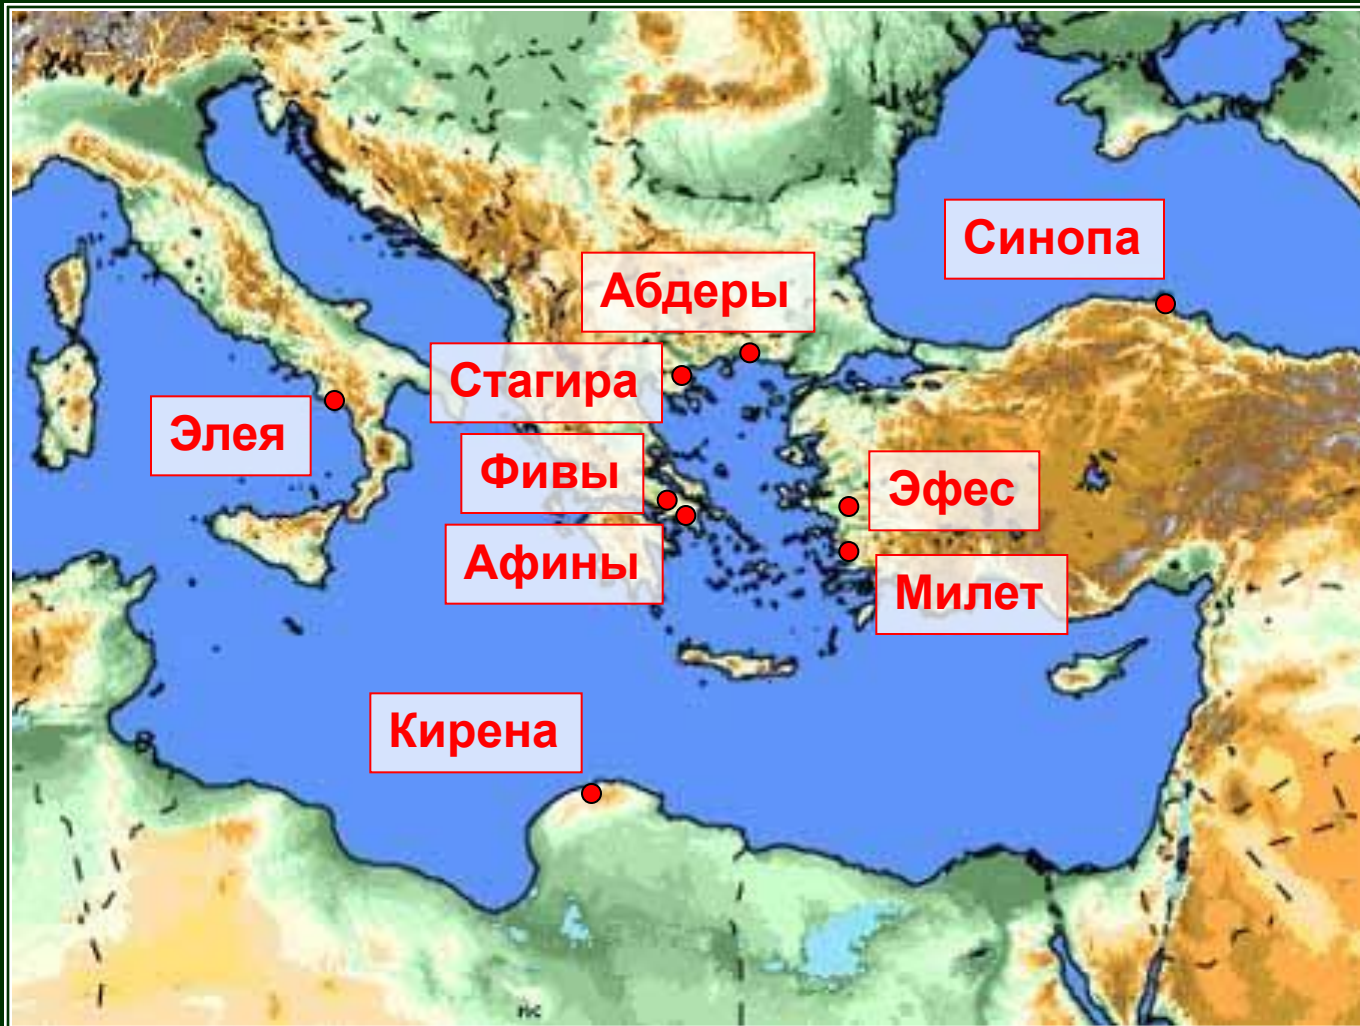 Синопа
Абдеры
Стагира
Элея
Фивы
Эфес
Афины
Милет
Кирена